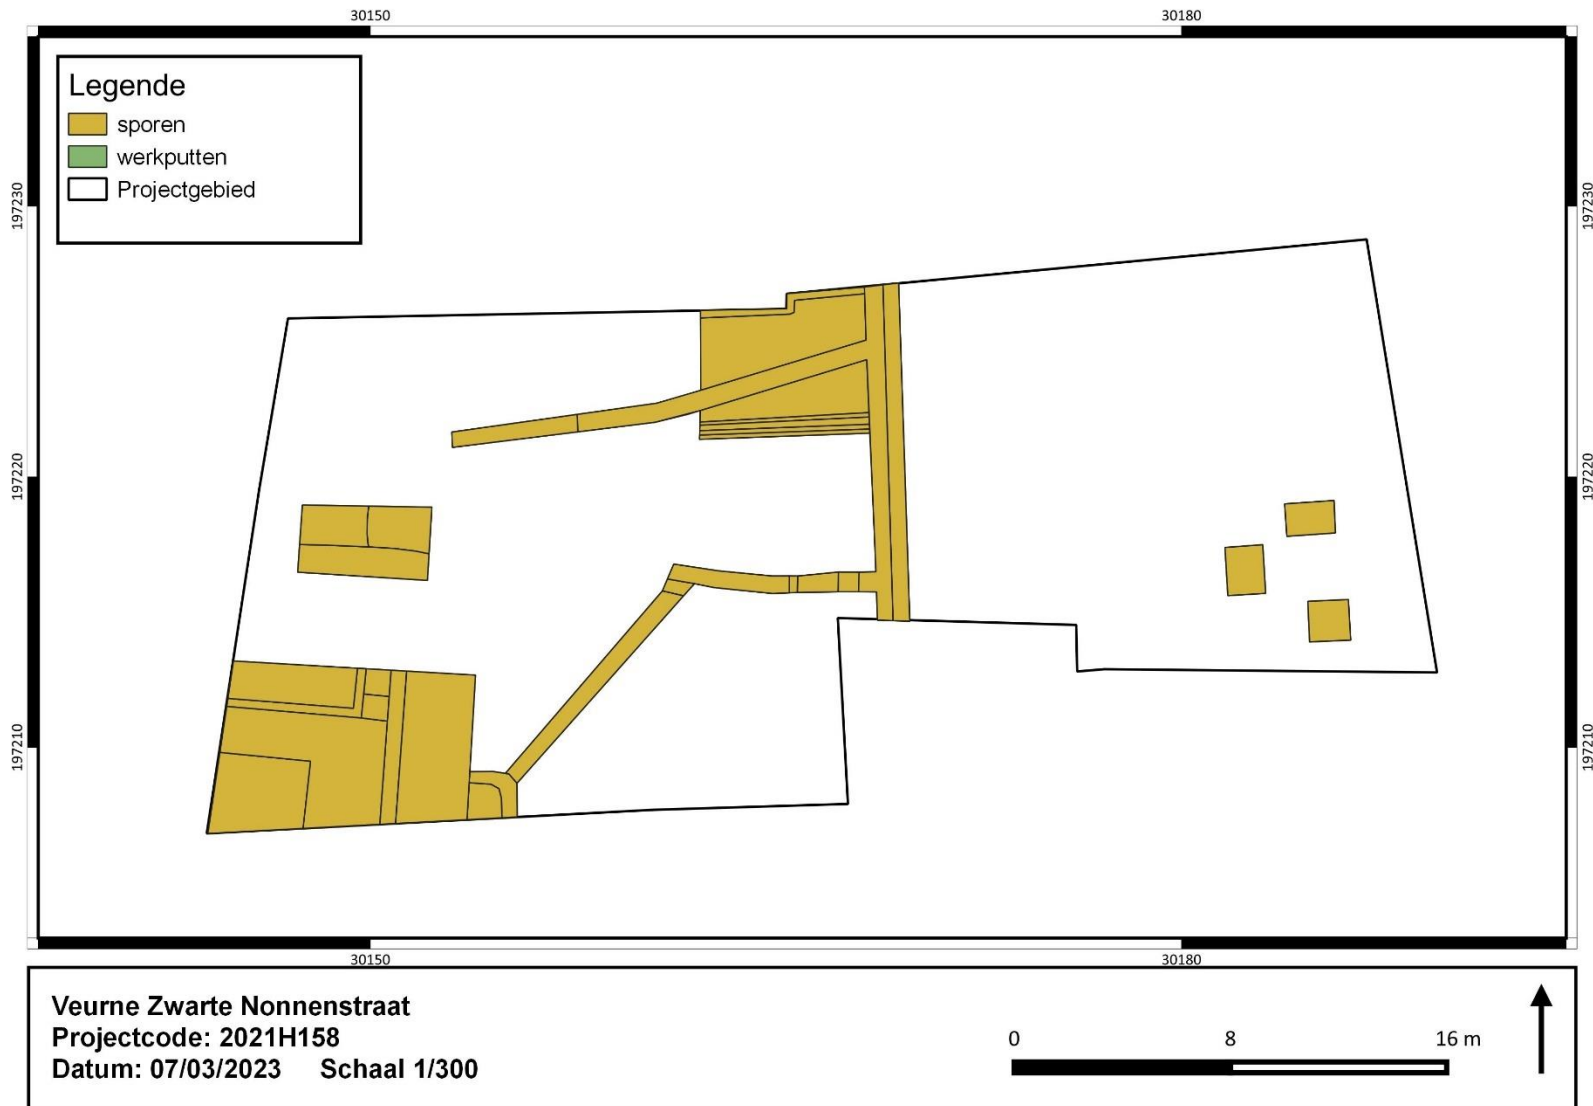 30150
30180
Legende
sporen
werkputten
Projectgebied
197230
197230
197220
197220
197210
197210
30150
30180
Veurne Zwarte Nonnenstraat
Projectcode: 2021H158
Datum: 07/03/2023 Schaal 1/300
0 8 16 m